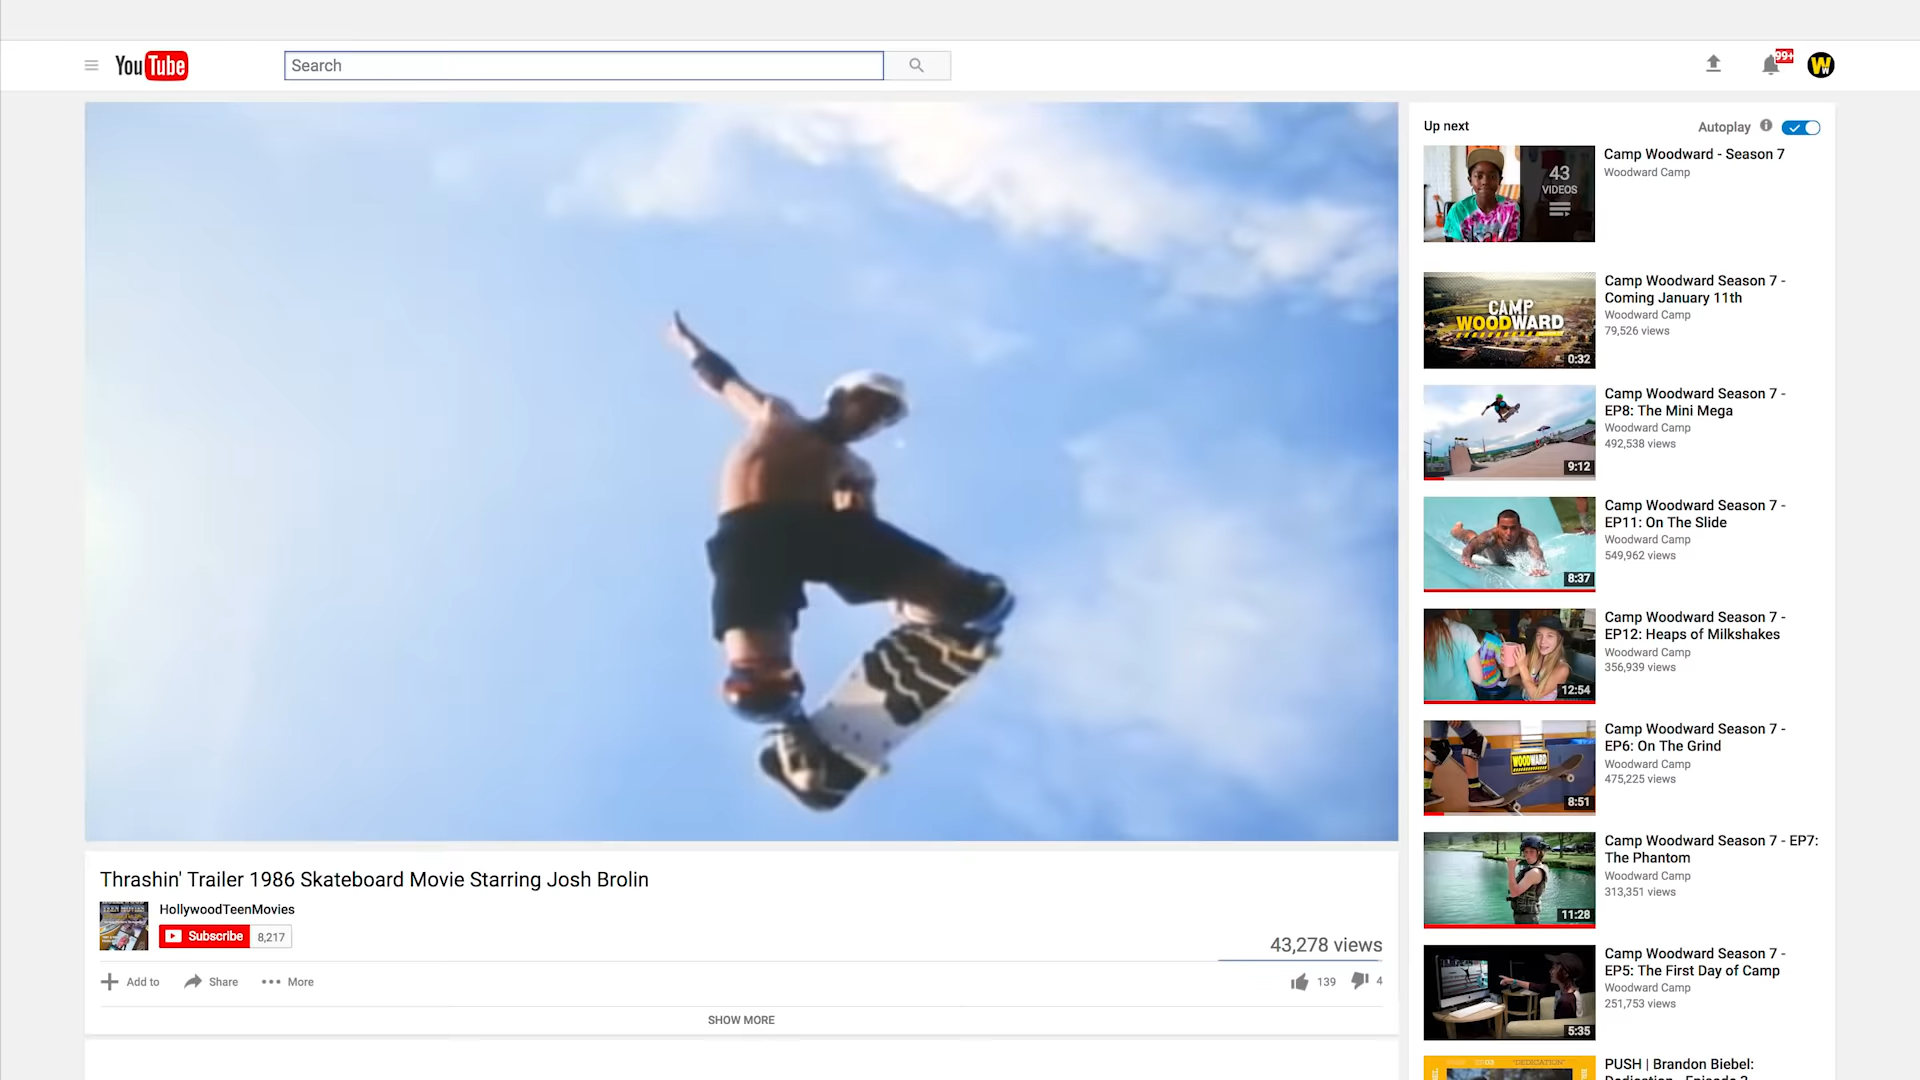 YouTube
Search
99+
W
Up next
Autoplay
43
VIDEOS
Camp Woodward - Season 7
Woodward Camp
CAMP
WOODWARD
0:32
Camp Woodward Season 7 -
Coming January 11th
Woodward Camp
79,526 views
9:12
Camp Woodward Season 7 -
EP8: The Mini Mega
Woodward Camp
492,538 views
8:37
Camp Woodward Season 7 -
EP11: On The Slide
Woodward Camp
549,962 views
12:54
Camp Woodward Season 7 -
EP12: Heaps of Milkshakes
Woodward Camp
356,939 views
WOODWARD
8:51
Camp Woodward Season 7 -
EP6: On The Grind
Woodward Camp
475,225 views
11:28
Camp Woodward Season 7 - EP7:
The Phantom
Woodward Camp
313,351 views
5:35
Camp Woodward Season 7 -
EP5: The First Day of Camp
Woodward Camp
251,753 views
"DEDICATION"
PUSH | Brandon Biebel:
Thrashin' Trailer 1986 Skateboard Movie Starring Josh Brolin
TEEN MOVIES
HollywoodTeenMovies
Subscribe 8,217
43,278 views
Add to Share More
139 4
SHOW MORE